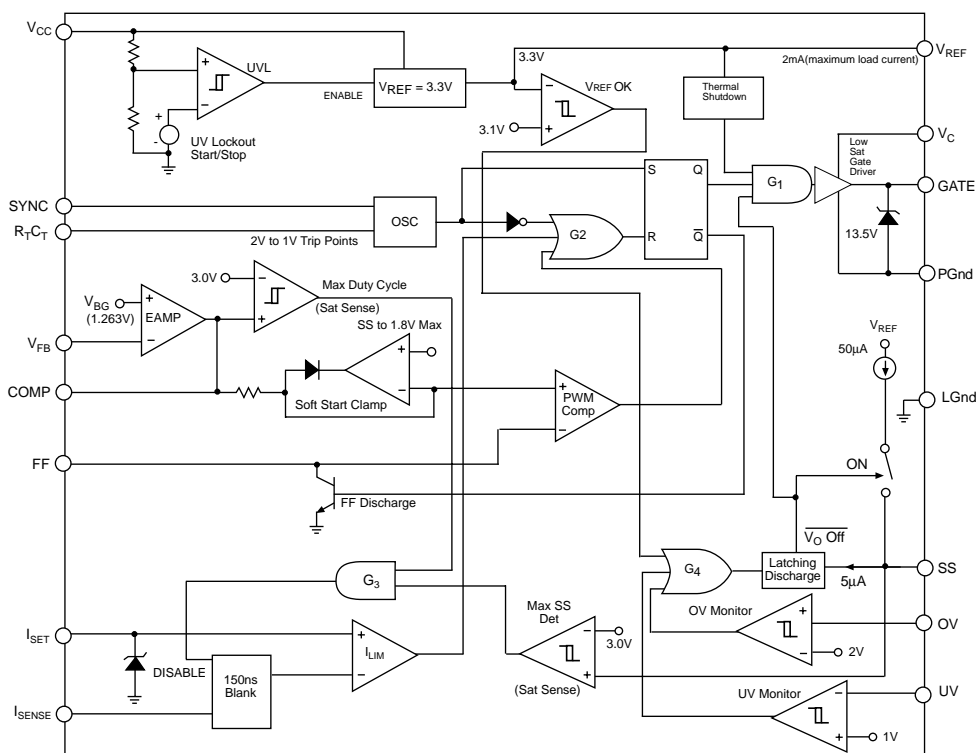 VCC
VREF
3.3V
2mA(maximum load current)
UVL
ENABLE
VREF = 3.3V
VREF OK
Thermal
Shutdown
+
−
+
-
UV Lockout
Start/Stop
−
+
3.1V
VC
Low
Sat
Gate
Driver
G1
GATE
S
Q
SYNC
OSC
G2
13.5V
RTCT
2V to 1V Trip Points
R
Q
3.0V
−
Max Duty Cycle
PGnd
VBG
(1.263V)
+
EAMP
−
+
(Sat Sense)
SS to 1.8V Max
VREF
VFB
+
50µA
COMP
−
Soft Start Clamp
+
PWM
Comp
−
LGnd
FF
ON
FF Discharge
VO Off
G3
G4
Latching
Discharge
5µA
SS
Max SS
Det
OV Monitor
+
−
OV
2V
ISET
+
ILIM
−
−
3.0V
+
(Sat Sense)
DISABLE
150ns
Blank
UV Monitor
−
+
UV
1V
ISENSE